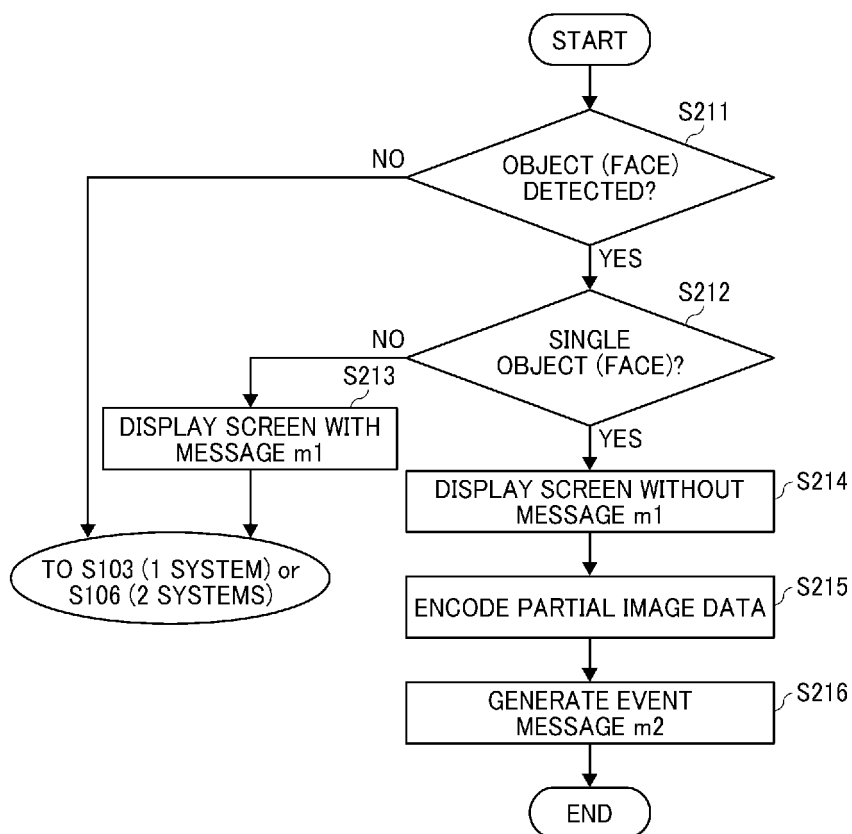 START
S211
NO
OBJECT (FACE)
DETECTED?
YES
S212
NO
SINGLE
OBJECT (FACE)?
S213
DISPLAY SCREEN WITH
MESSAGE m1
YES
S214
DISPLAY SCREEN WITHOUT
MESSAGE m1
TO S103 (1 SYSTEM) or
S106 (2 SYSTEMS)
S215
ENCODE PARTIAL IMAGE DATA
S216
GENERATE EVENT
MESSAGE m2
END